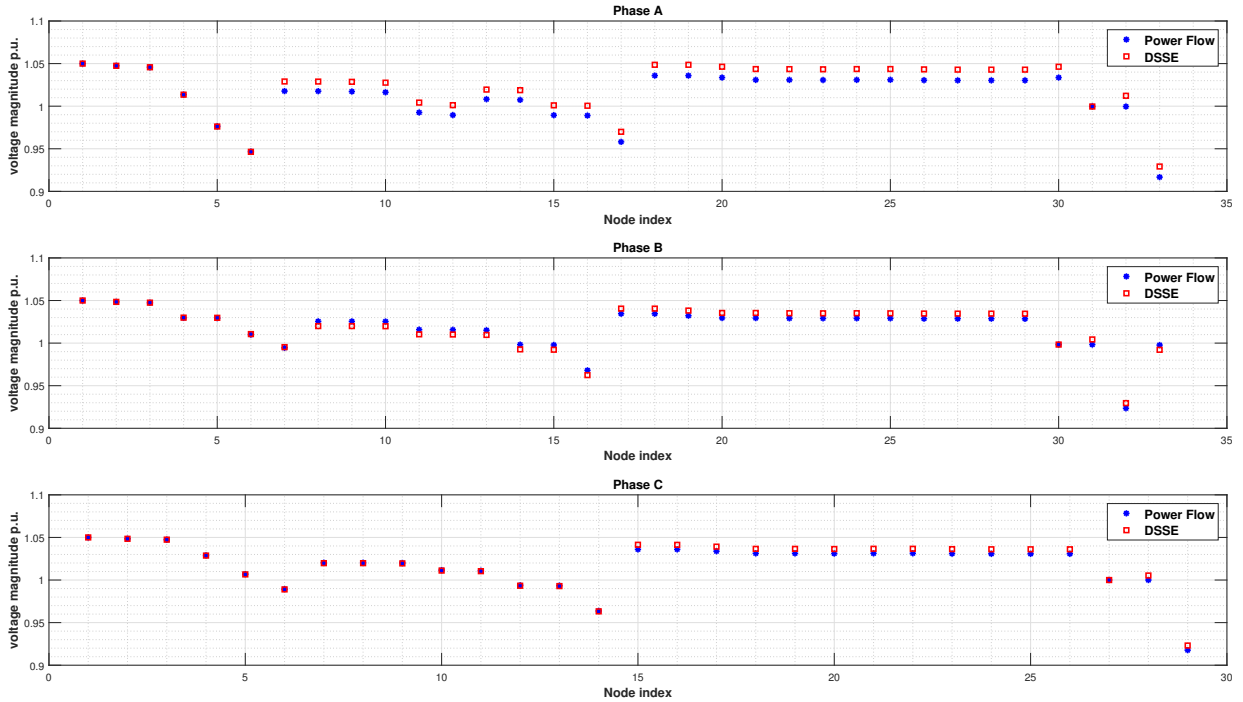 Phase A
voltage magnitude p.u.
1.1
1.05
1
0.95
0.9
0 5 10 15 20 25 30 35
Node index
Power Flow
DSSE
Phase B
voltage magnitude p.u.
1.1
1.05
1
0.95
0.9
0 5 10 15 20 25 30 35
Node index
Power Flow
DSSE
Phase C
voltage magnitude p.u.
1.1
1.05
1
0.95
0.9
0 5 10 15 20 25 30
Node index
Power Flow
DSSE